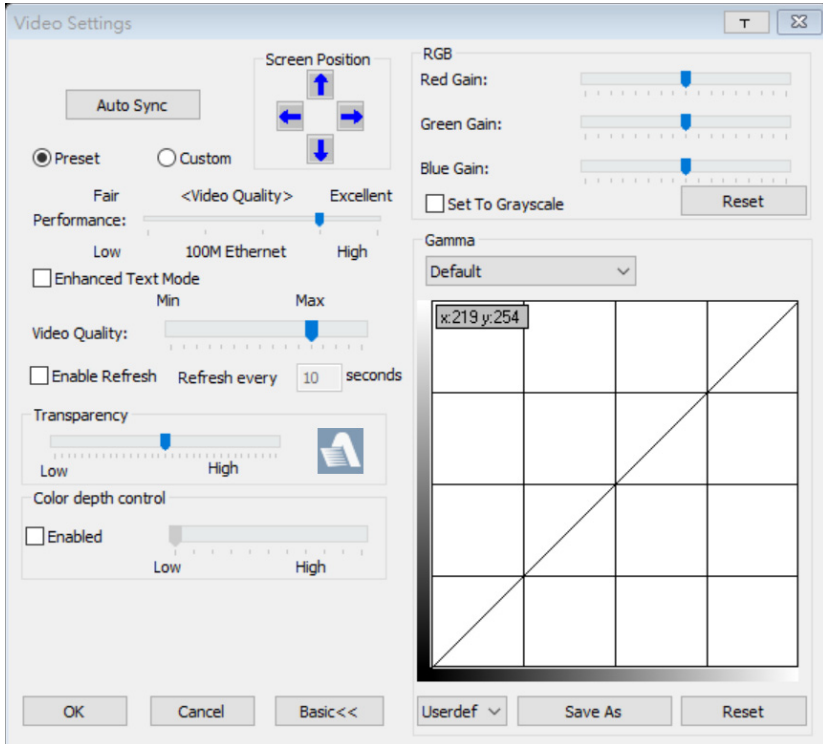 Video Settings
T
Screen Position
Auto Sync
Preset
Custom
Fair <Video Quality> Excellent
Performance:
Low 100M Ethernet High
Enhanced Text Mode
Min Max
Video Quality:
Enable Refresh Refresh every 10 seconds
Transparency
Low High
Color depth control
Enabled
Low High
OK Cancel Basic<<
RGB
Red Gain:
Green Gain:
Blue Gain:
Set To Grayscale Reset
Gamma
Default
x:219 y:254
Userdef Save As Reset